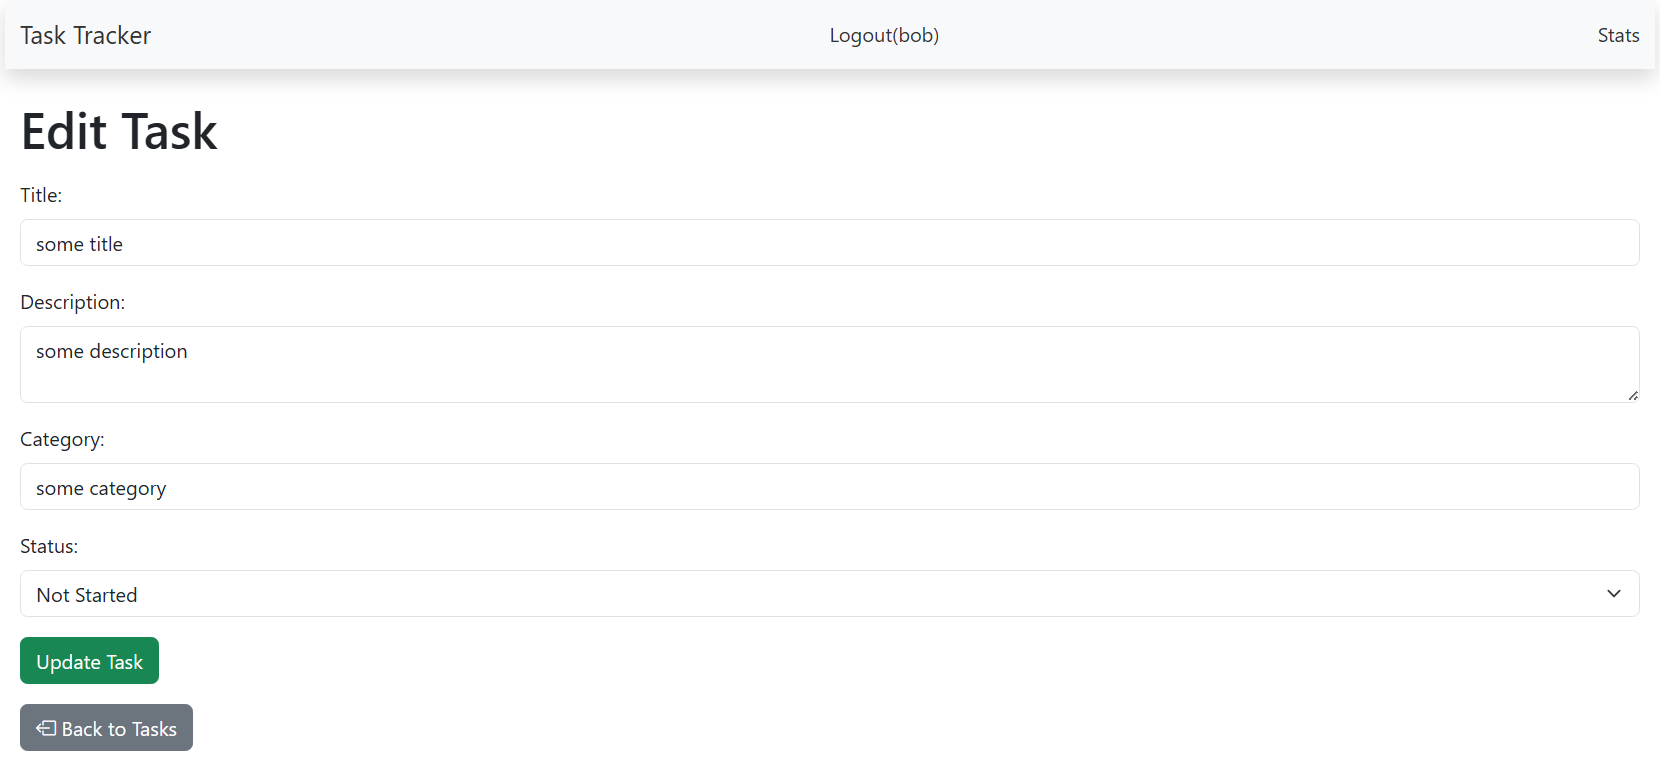 Task Tracker Logout(bob) Stats
Edit Task
Title:
some title
Description:
some description
Category:
some category
Status:
Not Started
Update Task
Back to Tasks